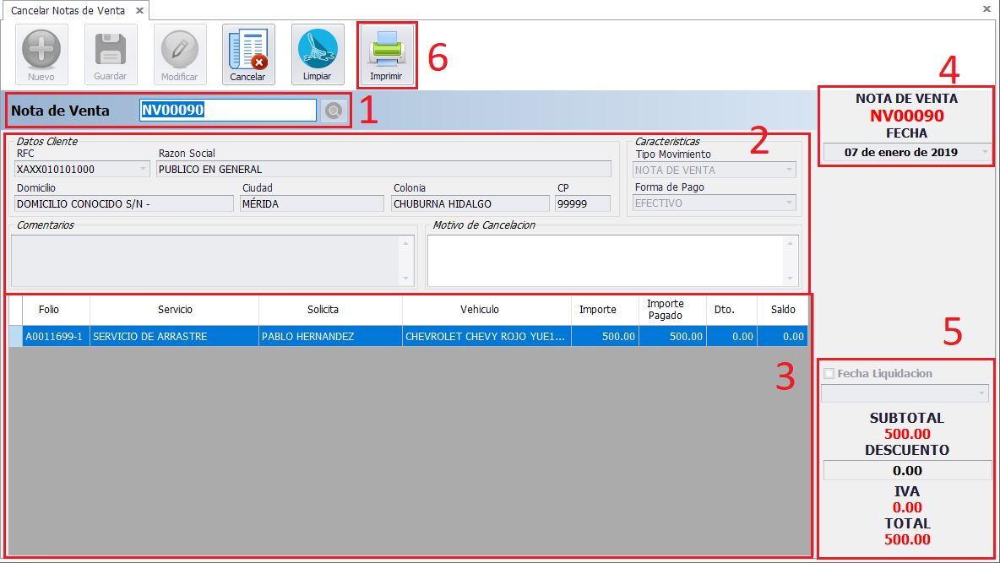 Cancelar Notas de Venta
Nuevo Guardar Modificar Cancelar Limpiar Imprimir 6
Nota de Venta NV00090 1
4
NOTA DE VENTA
NV00090
FECHA
07 de enero de 2019
2
Datos Cliente
RFC Razon Social
XAXX010101000 PUBLICO EN GENERAL
Domicilio Ciudad Colonia CP
DOMICILIO CONOCIDO S/N - MÉRIDA CHUBURNA HIDALGO 99999
Caracteristicas
Tipo Movimiento
NOTA DE VENTA
Forma de Pago
EFECTIVO
Comentarios Motivo de Cancelacion
Folio Servicio Solicita Vehiculo Importe Importe Pagado Dto. Saldo
A0011699-1 SERVICIO DE ARRASTRE PABLO HERNANDEZ CHEVROLET CHEVY ROJO YUE1... 500.00 500.00 0.00 0.00
3
5
Fecha Liquidacion
SUBTOTAL
500.00
DESCUENTO
0.00
IVA
0.00
TOTAL
500.00